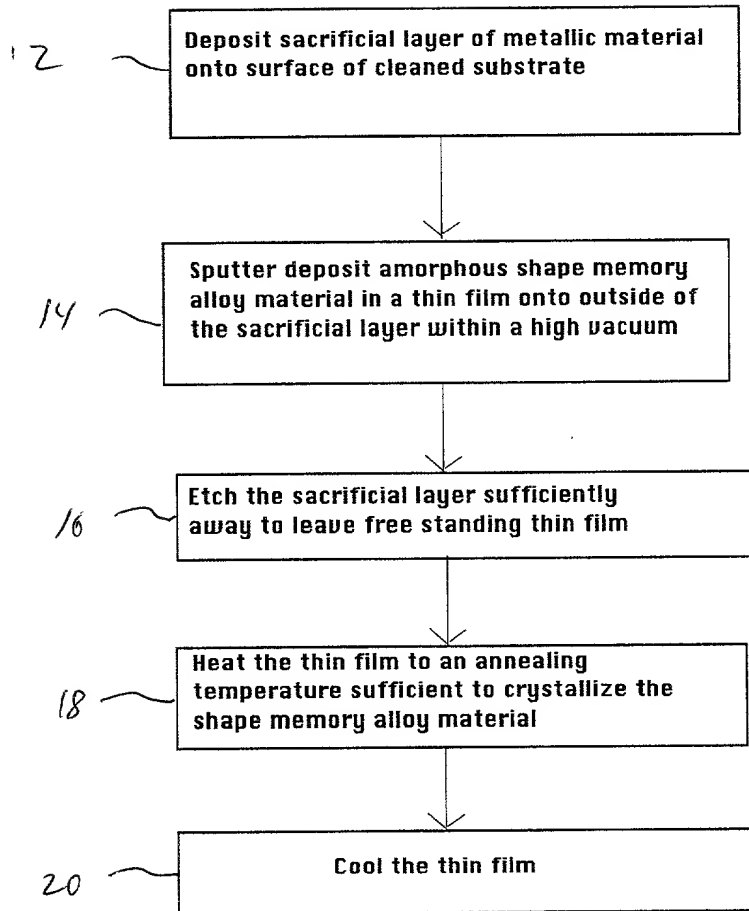 12
Deposit sacrificial layer of metallic material
onto surface of cleaned substrate
14
Sputter deposit amorphous shape memory
alloy material in a thin film onto outside of
the sacrificial layer within a high vacuum
16
Etch the sacrificial layer sufficiently
away to leave free standing thin film
18
Heat the thin film to an annealing
temperature sufficient to crystallize the
shape memory alloy material
20
Cool the thin film